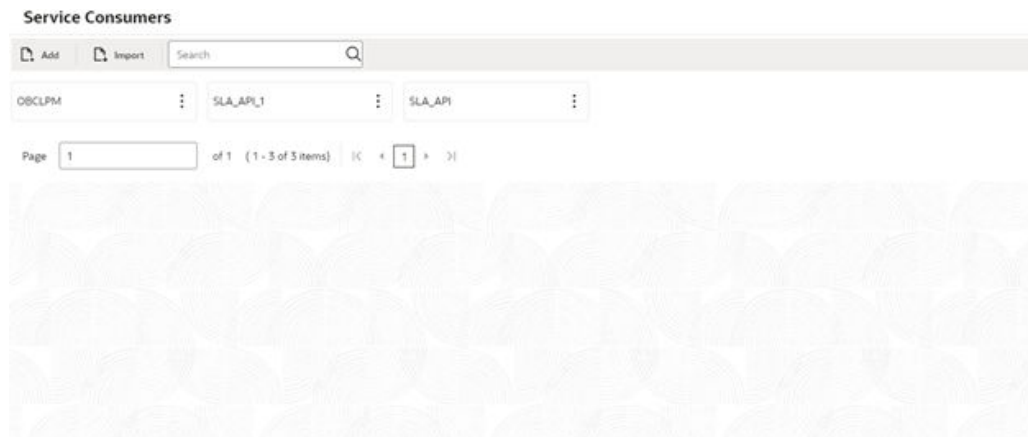 Service Consumers
Add Import Search
OBCLPM SLA_API_1 SLA_API
Page 1 of 1 (1 - 3 of 3 items) 1